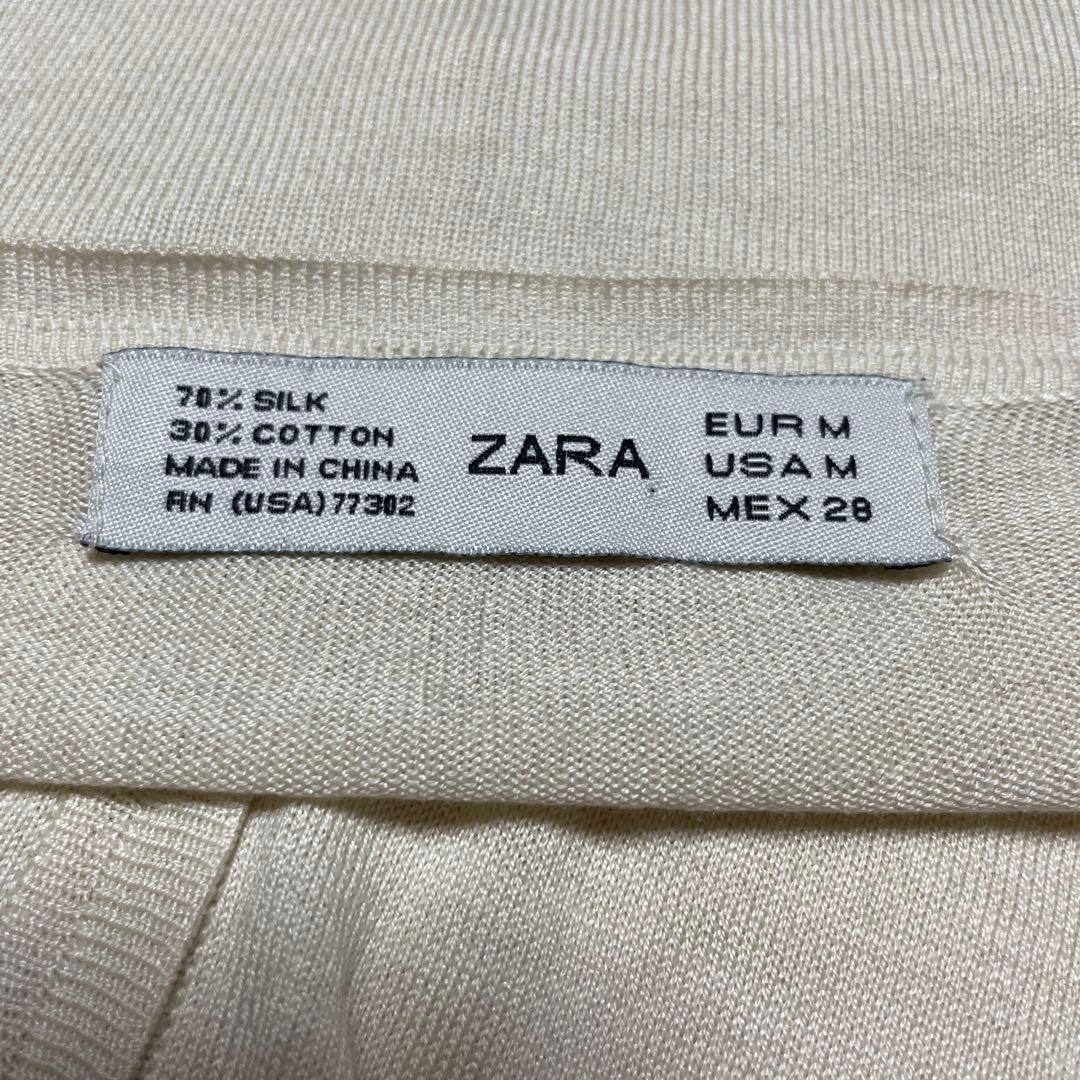 70% SILK
30% COTTON
MADE IN CHINA
RN (USA) 77302
ZARA
EUR M
USA M
MEX 28